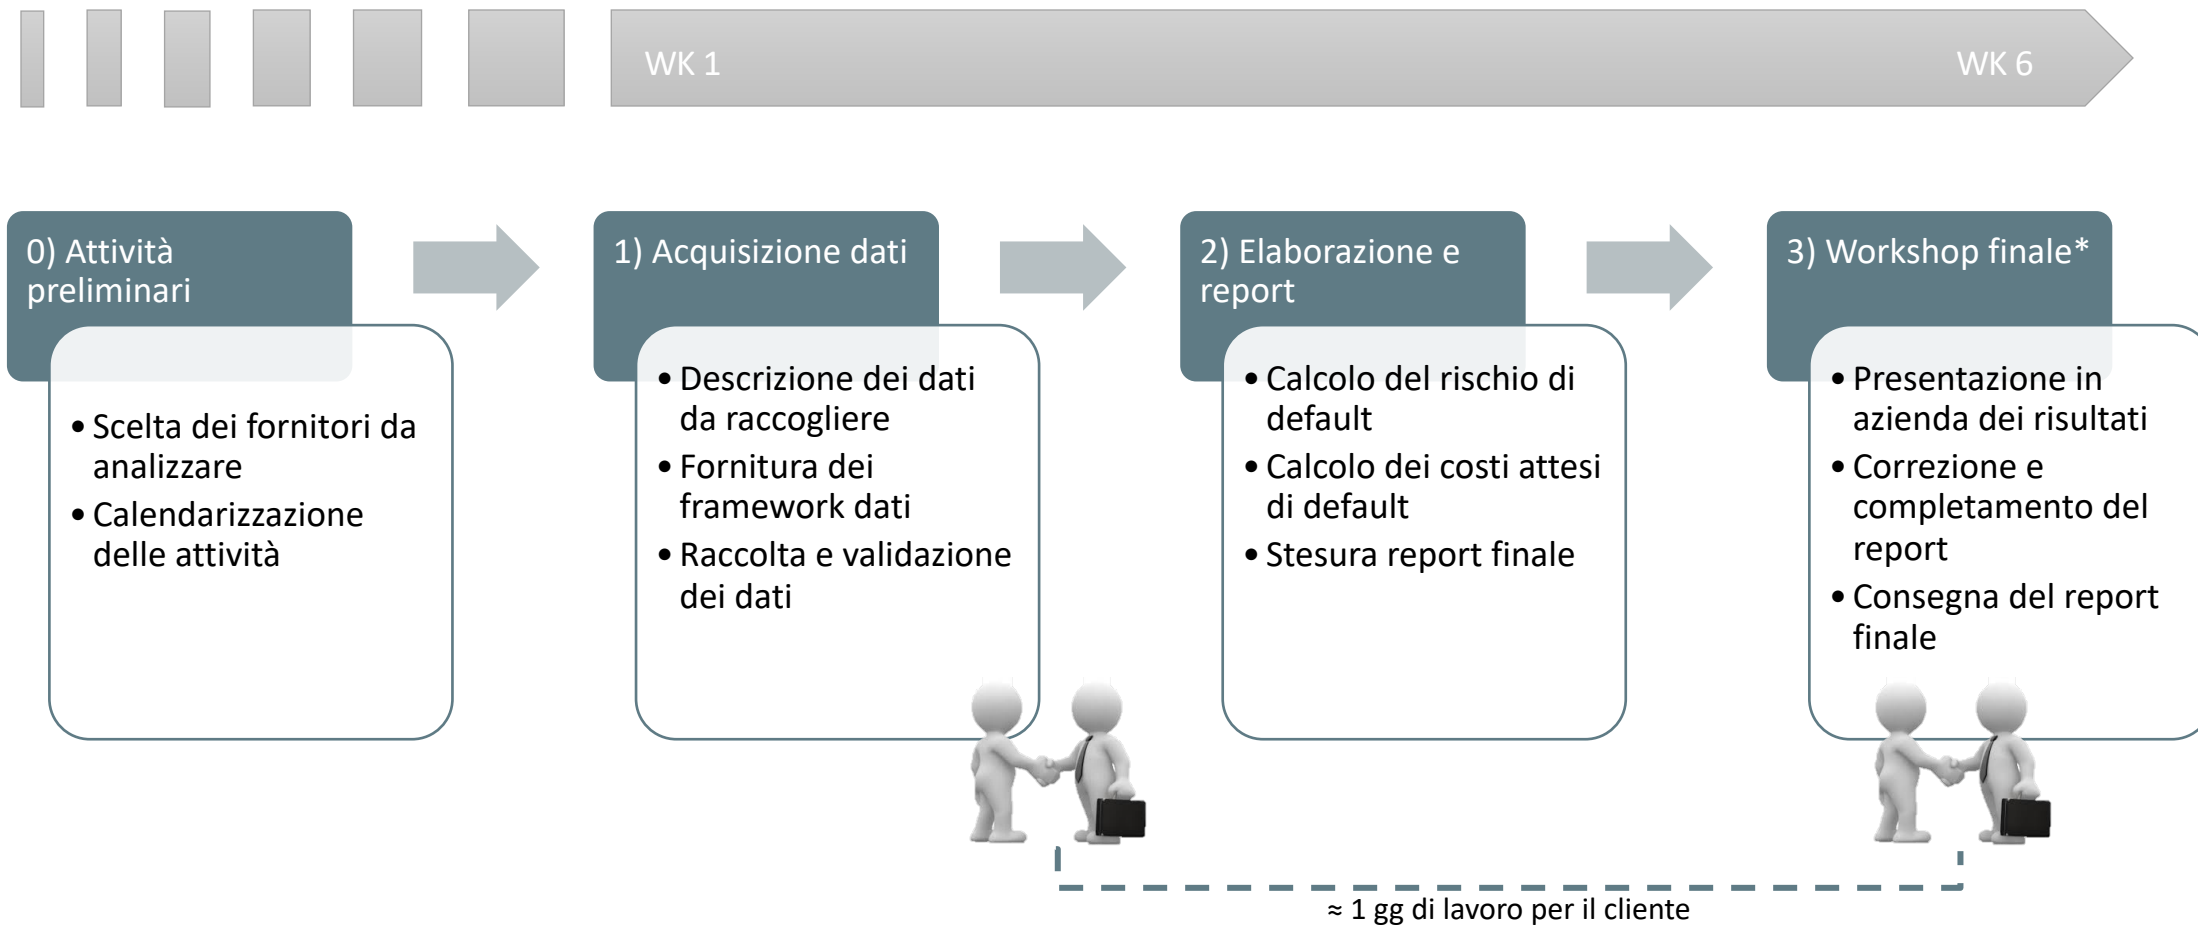 WK 1
WK 6
0) Attività
preliminari
• Scelta dei fornitori da
analizzare
• Calendarizzazione
delle attività
1) Acquisizione dati
• Descrizione dei dati
da raccogliere
• Fornitura dei
framework dati
• Raccolta e validazione
dei dati
2) Elaborazione e
report
• Calcolo del rischio di
default
• Calcolo dei costi attesi
di default
• Stesura report finale
3) Workshop finale*
• Presentazione in
azienda dei risultati
• Correzione e
completamento del
report
• Consegna del report
finale
≈ 1 gg di lavoro per il cliente